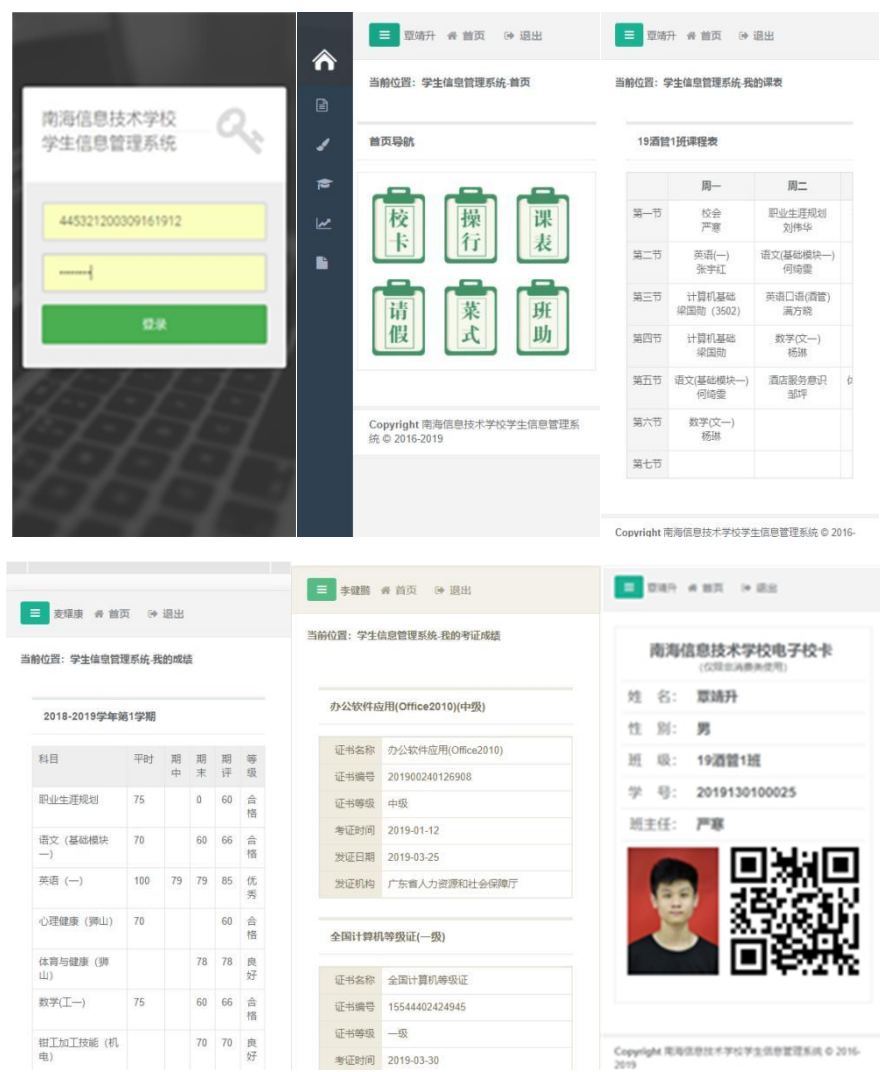 南海信息技术学校
学生信息管理系统
445321200309161912
登录
覃靖升 首页 退出
当前位置：学生信息管理系统-首页
首页导航
校卡 操行 课表
请假 菜式 班助
Copyright 南海信息技术学校学生信息管理系
统 © 2016-2019
覃靖升 首页 退出
当前位置：学生信息管理系统-我的课表
19酒管1班课程表
周一 周二
第一节 校会 职业生涯规划
严寒 刘伟华
第二节 英语(一) 语文(基础模块一)
张宇红 何绮雯
第三节 计算机基础 英语口语(酒管)
梁国勋（3502） 满方晓
第四节 计算机基础 数学(文一)
梁国勋 杨琳
第五节 语文(基础模块一) 酒店服务意识
何绮雯 邹坪
第六节 数学(文一)
杨琳
第七节
Copyright 南海信息技术学校学生信息管理系统 © 2016-
麦耀康 首页 退出
当前位置：学生信息管理系统-我的成绩
2018-2019学年第1学期
科目 平时 期中 期末 期评 等级
职业生涯规划 75 0 60 合格
语文（基础模块一） 70 60 66 合格
英语（一） 100 79 79 85 优秀
心理健康（狮山） 70 60 合格
体育与健康（狮山） 78 78 良好
数学(工一) 75 60 66 合格
钳工加工技能（机电） 70 70 良好
李健鹏 首页 退出
当前位置：学生信息管理系统-我的考证成绩
办公软件应用(Office2010)(中级)
证书名称 办公软件应用(Office2010)
证书编号 201900240126908
证书等级 中级
考证时间 2019-01-12
发证日期 2019-03-25
发证机构 广东省人力资源和社会保障厅
全国计算机等级证(一级)
证书名称 全国计算机等级证
证书编号 15544402424945
证书等级 一级
考证时间 2019-03-30
覃靖升 首页 退出
南海信息技术学校电子校卡
(仅限非消费类使用)
姓 名： 覃靖升
性 别： 男
班 级： 19酒管1班
学 号： 2019130100025
班主任： 严寒
Copyright 南海信息技术学校学生信息管理系统 © 2016-
2019